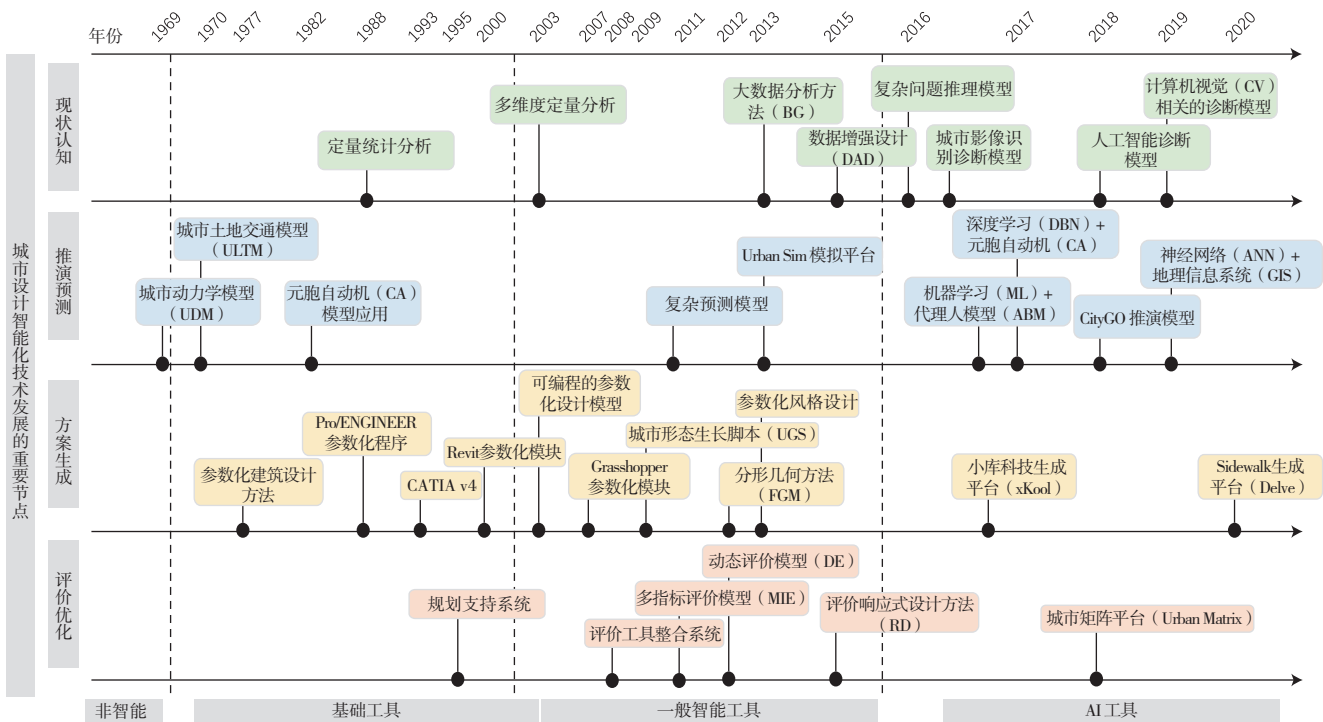 年份
1969
1970
1977
1982
1988
1993
1995
2000
2003
2007
2008
2009
2011
2012
2013
2015
2016
2017
2018
2019
2020
城市设计智能化技术发展的重要节点
现状认知
定量统计分析
多维度定量分析
大数据分析方
法（BG）
数据增强设计
（DAD）
复杂问题推理模型
城市影像识
别诊断模型
人工智能诊断
模型
计算机视觉（CV）
相关的诊断模型
推演预测
城市土地交通模型
（ULTM）
城市动力学模型
（UDM）
元胞自动机（CA）
模型应用
复杂预测模型
Urban Sim 模拟平台
深度学习（DBN）+
元胞自动机（CA）
机器学习（ML）+
代理人模型（ABM）
CityGO 推演模型
神经网络（ANN）+
地理信息系统（GIS）
方案生成
参数化建筑设计
方法
Pro/ENGINEER
参数化程序
CATIA v4
Revit参数化模块
可编程的参数
化设计模型
Grasshopper
参数化模块
城市形态生长脚本（UGS）
参数化风格设计
分形几何方法
（FGM）
小库科技生成
平台（xKool）
Sidewalk生成
平台（Delve）
评价优化
规划支持系统
评价工具整合系统
多指标评价模型（MIE）
动态评价模型（DE）
评价响应式设计方法
（RD）
城市矩阵平台（Urban Matrix）
非智能
基础工具
一般智能工具
AI 工具